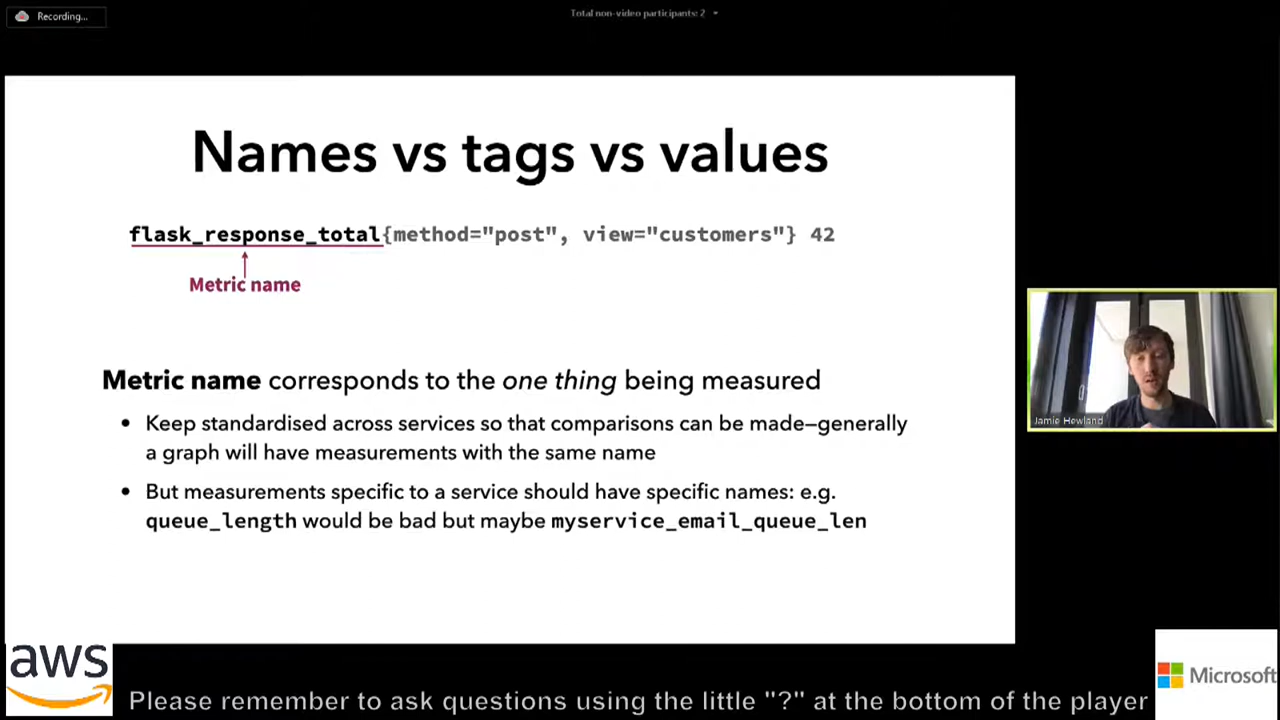 Recording...
Total non-video participants: 2
Names vs tags vs values
flask_response_total{method="post", view="customers"} 42
Metric name
Metric name corresponds to the one thing being measured
• Keep standardised across services so that comparisons can be made—generally
a graph will have measurements with the same name
• But measurements specific to a service should have specific names: e.g.
queue_length would be bad but maybe myservice_email_queue_len
Jamie Howland
aws
Microsoft
Please remember to ask questions using the little "?" at the bottom of the player